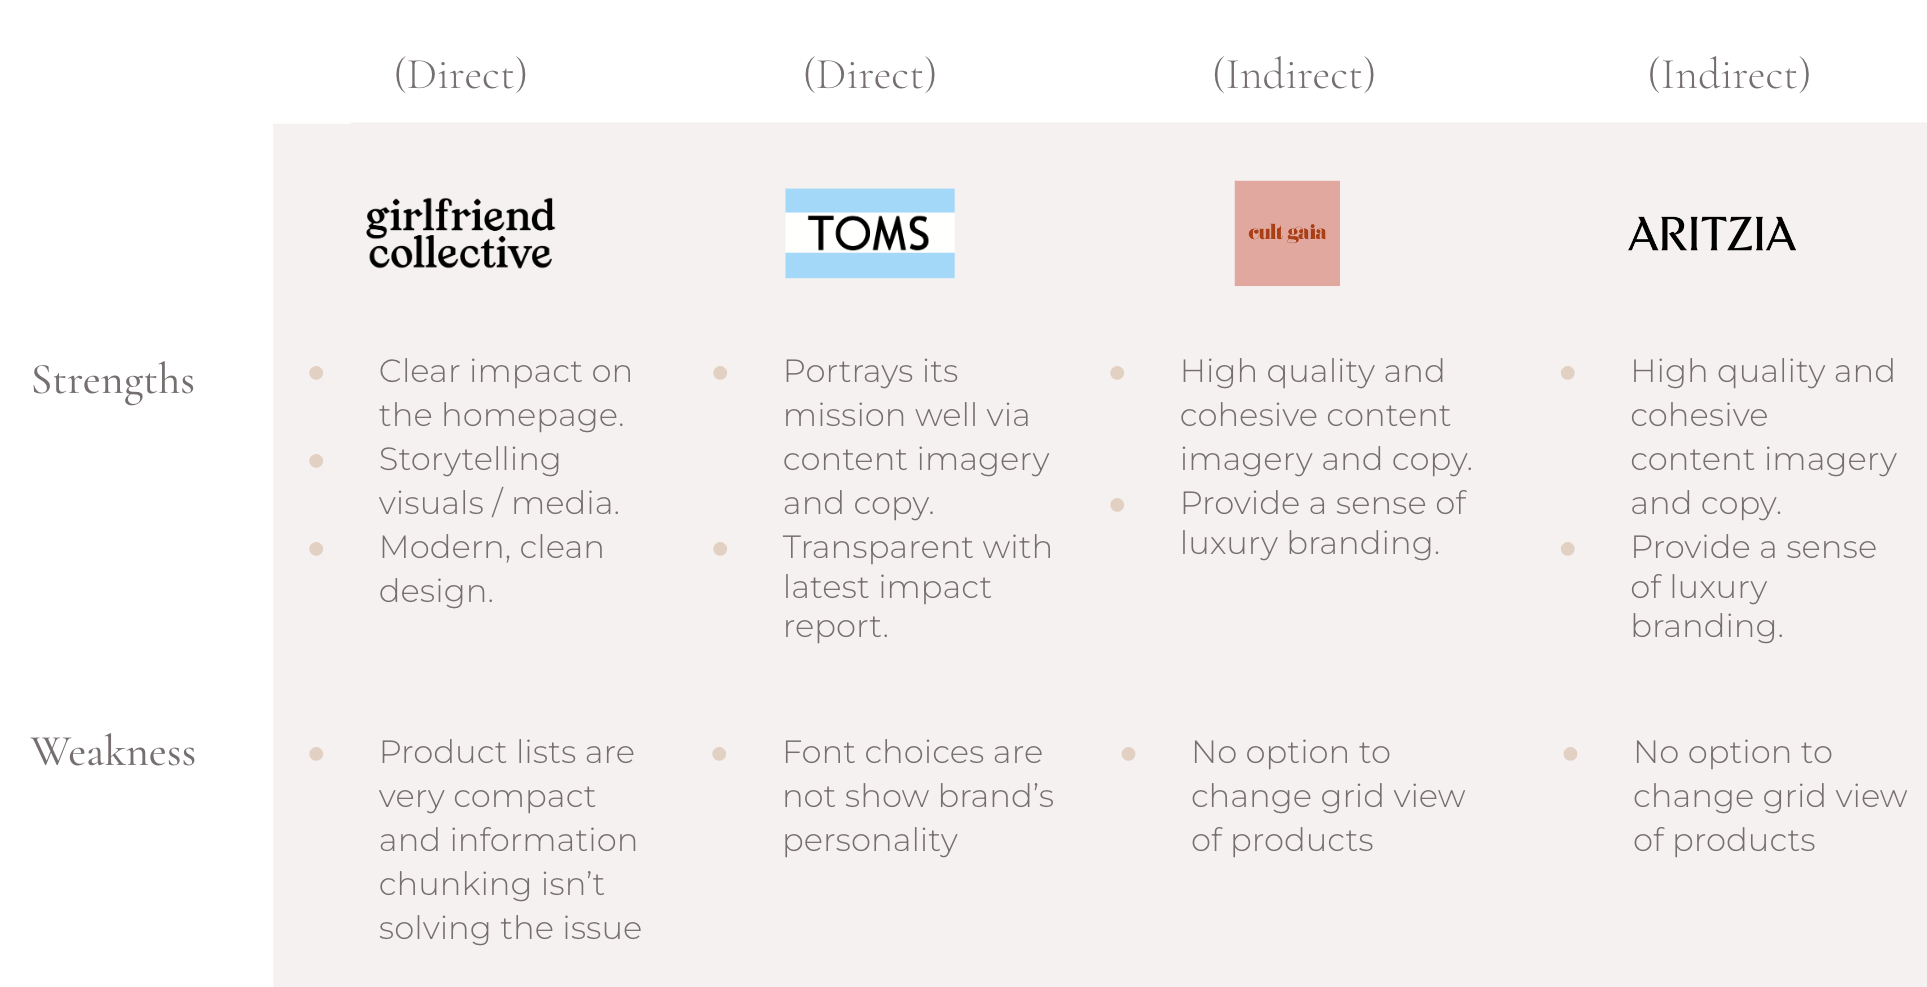 (Direct)
(Direct)
(Indirect)
(Indirect)
girlfriend
collective
TOMS
cult gaia
ARITZIA
Strengths
Clear impact on
the homepage.
Storytelling
visuals / media.
Modern, clean
design.
Portrays its
mission well via
content imagery
and copy.
Transparent with
latest impact
report.
High quality and
cohesive content
imagery and copy.
Provide a sense of
luxury branding.
High quality and
cohesive
content imagery
and copy.
Provide a sense
of luxury
branding.
Weakness
Product lists are
very compact
and information
chunking isn't
solving the issue
Font choices are
not show brand's
personality
No option to
change grid view
of products
No option to
change grid view
of products